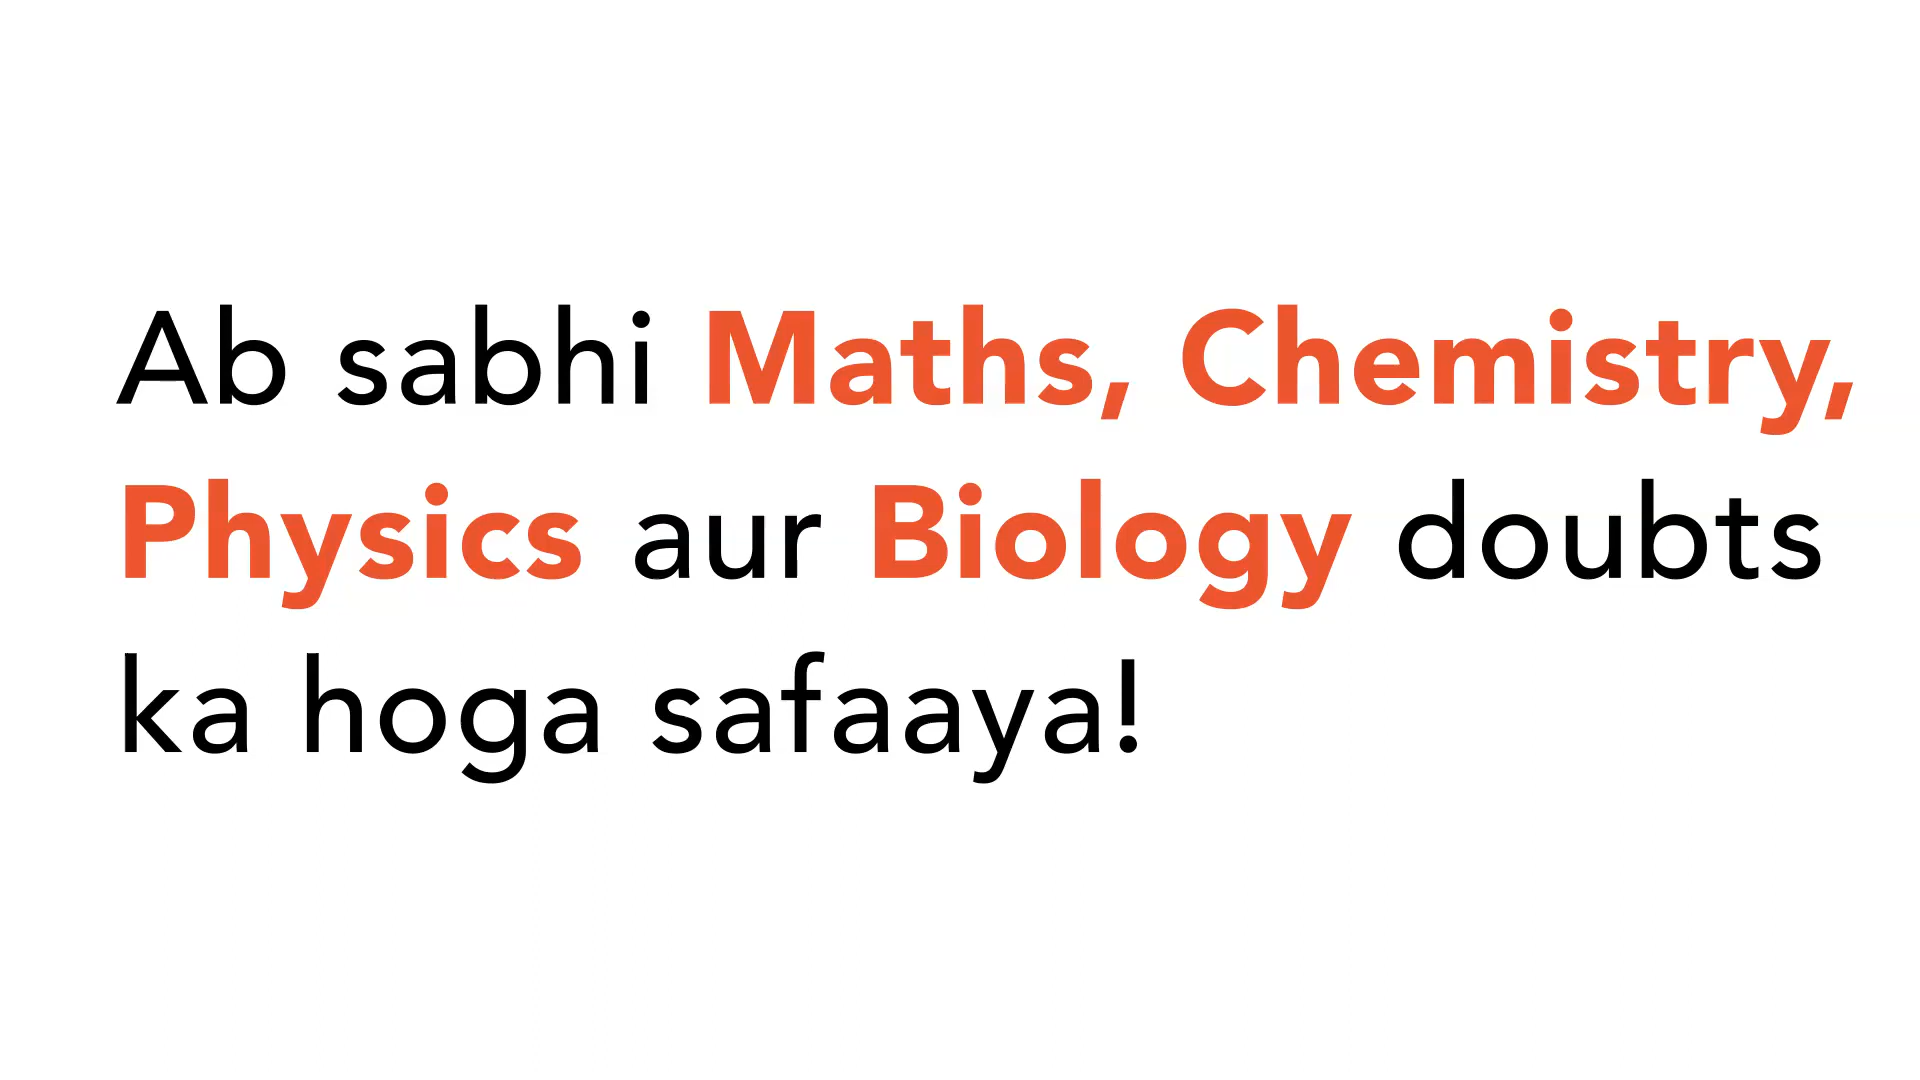 Ab sabhi Maths, Chemistry,
Physics aur Biology doubts
ka hoga safaaya!